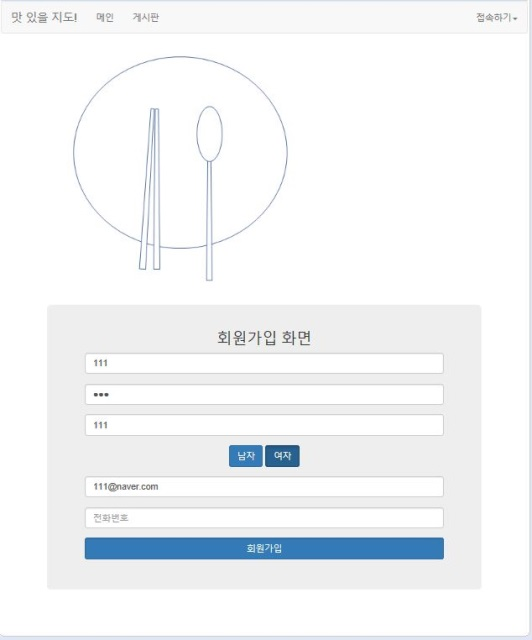 맛 있을 지도! 메인 게시판 접속하기
회원가입 화면
111
●●●
111
남자 여자
111@naver.com
전화번호
회원가입